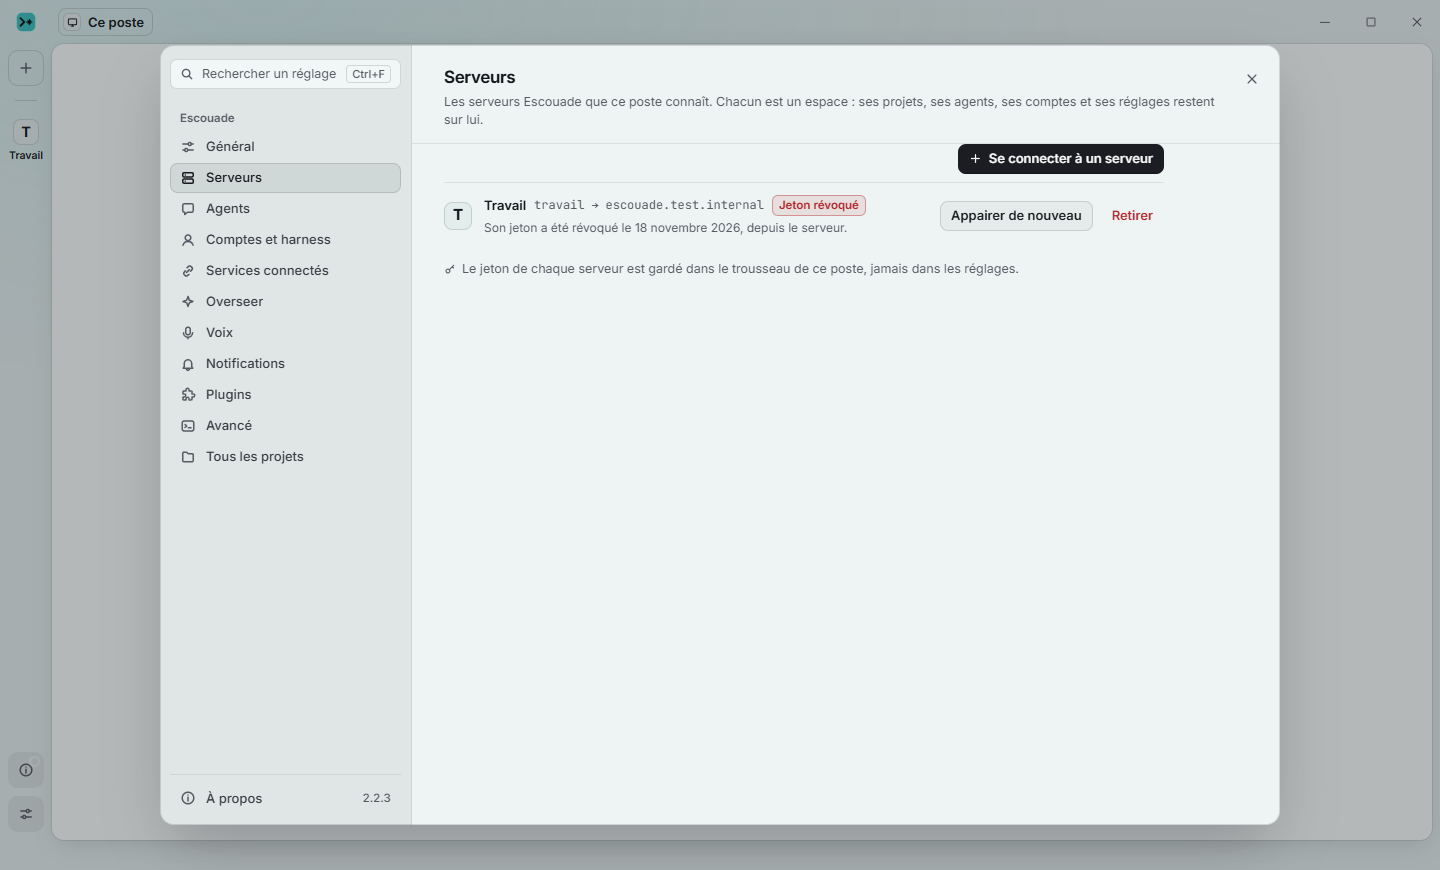 Ce poste
Travail
Rechercher un réglage Ctrl+F
Escouade
Général
Serveurs
Agents
Comptes et harness
Services connectés
Overseer
Voix
Notifications
Plugins
Avancé
Tous les projets
À propos 2.2.3
Serveurs
Les serveurs Escouade que ce poste connaît. Chacun est un espace : ses projets, ses agents, ses comptes et ses réglages restent
sur lui.
+ Se connecter à un serveur
T Travail travail → escouade.test.internal Jeton révoqué
Son jeton a été révoqué le 18 novembre 2026, depuis le serveur.
Appairer de nouveau Retirer
Le jeton de chaque serveur est gardé dans le trousseau de ce poste, jamais dans les réglages.
T